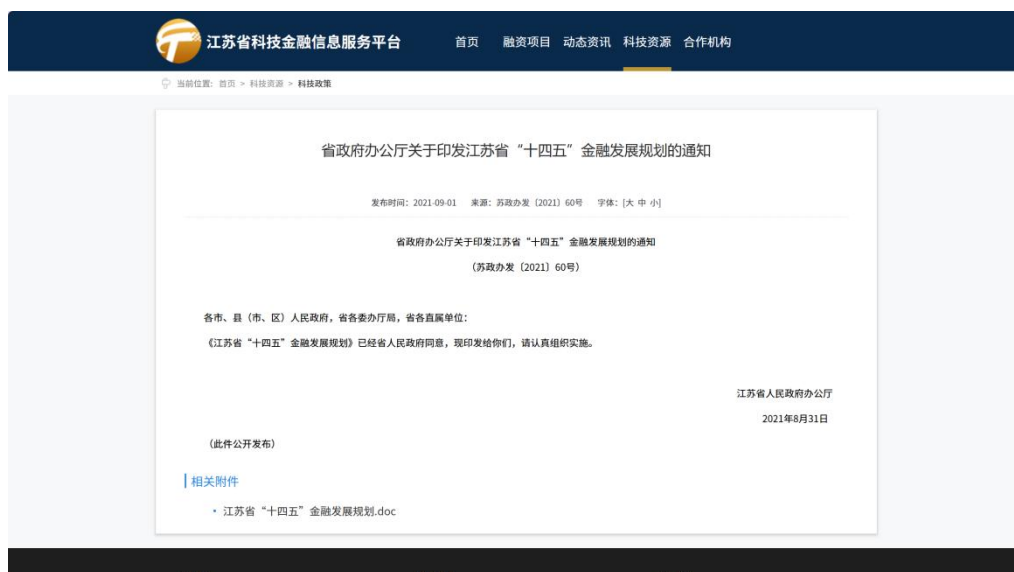 江苏省科技金融信息服务平台 首页 融资项目 动态资讯 科技资源 合作机构
当前位置: 首页 > 科技资源 > 科技政策
省政府办公厅关于印发江苏省“十四五”金融发展规划的通知
发布时间: 2021-09-01 来源: 苏政办发〔2021〕60号 字体: [大 中 小]
省政府办公厅关于印发江苏省“十四五”金融发展规划的通知
(苏政办发〔2021〕60号)
各市、县（市、区）人民政府，省各委办厅局，省各直属单位：
《江苏省“十四五”金融发展规划》已经省人民政府同意，现印发给你们，请认真组织实施。
江苏省人民政府办公厅
2021年8月31日
（此件公开发布）
相关附件
• 江苏省“十四五”金融发展规划.doc